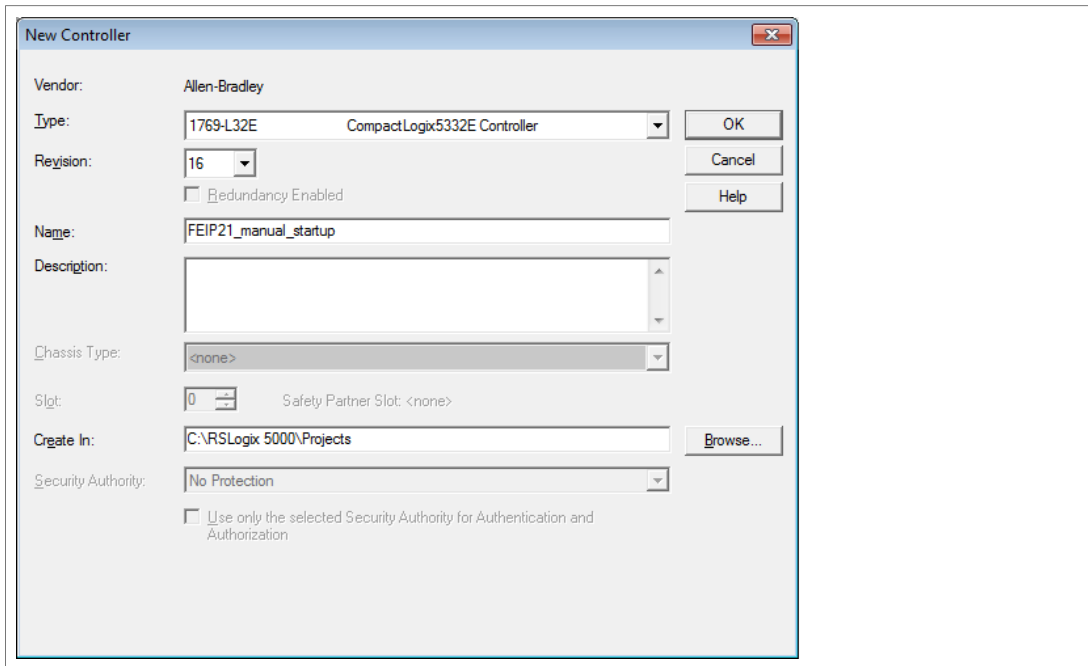 New Controller
Vendor: Allen-Bradley
Type: 1769-L32E CompactLogix5332E Controller OK
Revision: 16 Cancel
Redundancy Enabled Help
Name: FEIP21_manual_startup
Description:
Chassis Type: <none>
Slot: 0 Safety Partner Slot: <none>
Create In: C:\RSLogix 5000\Projects Browse...
Security Authority: No Protection
Use only the selected Security Authority for Authentication and
Authorization